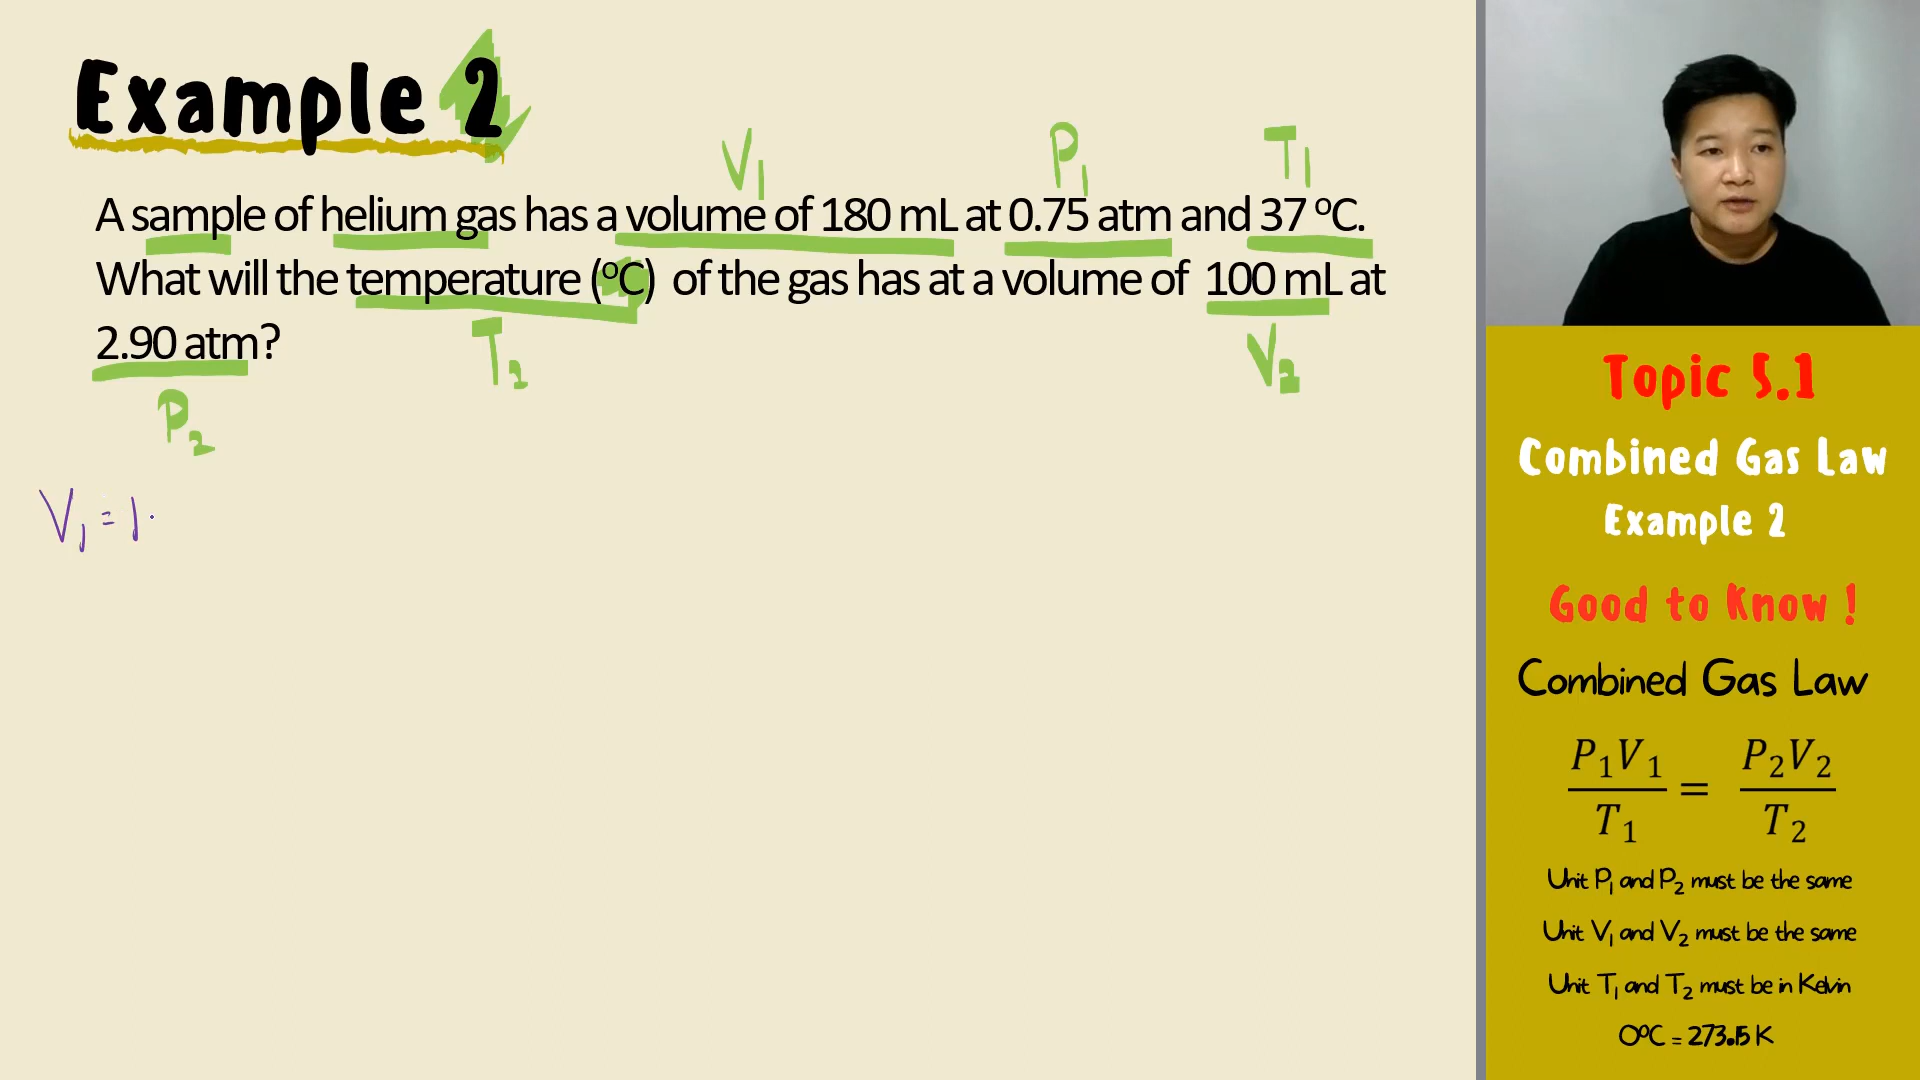 Example 2
V₁ P₁ T₁
A sample of helium gas has a volume of 180 mL at 0.75 atm and 37 ⁰C.
What will the temperature (⁰C) of the gas has at a volume of 100 mL at
2.90 atm?
T₂ V₂
P₂
V₁ = 1
Topic 5.1
Combined Gas Law
Example 2
Good to Know !
Combined Gas Law
P₁V₁ / T₁ = P₂V₂ / T₂
Unit P₁ and P₂ must be the same
Unit V₁ and V₂ must be the same
Unit T₁ and T₂ must be in Kelvin
0⁰C = 273.15 K